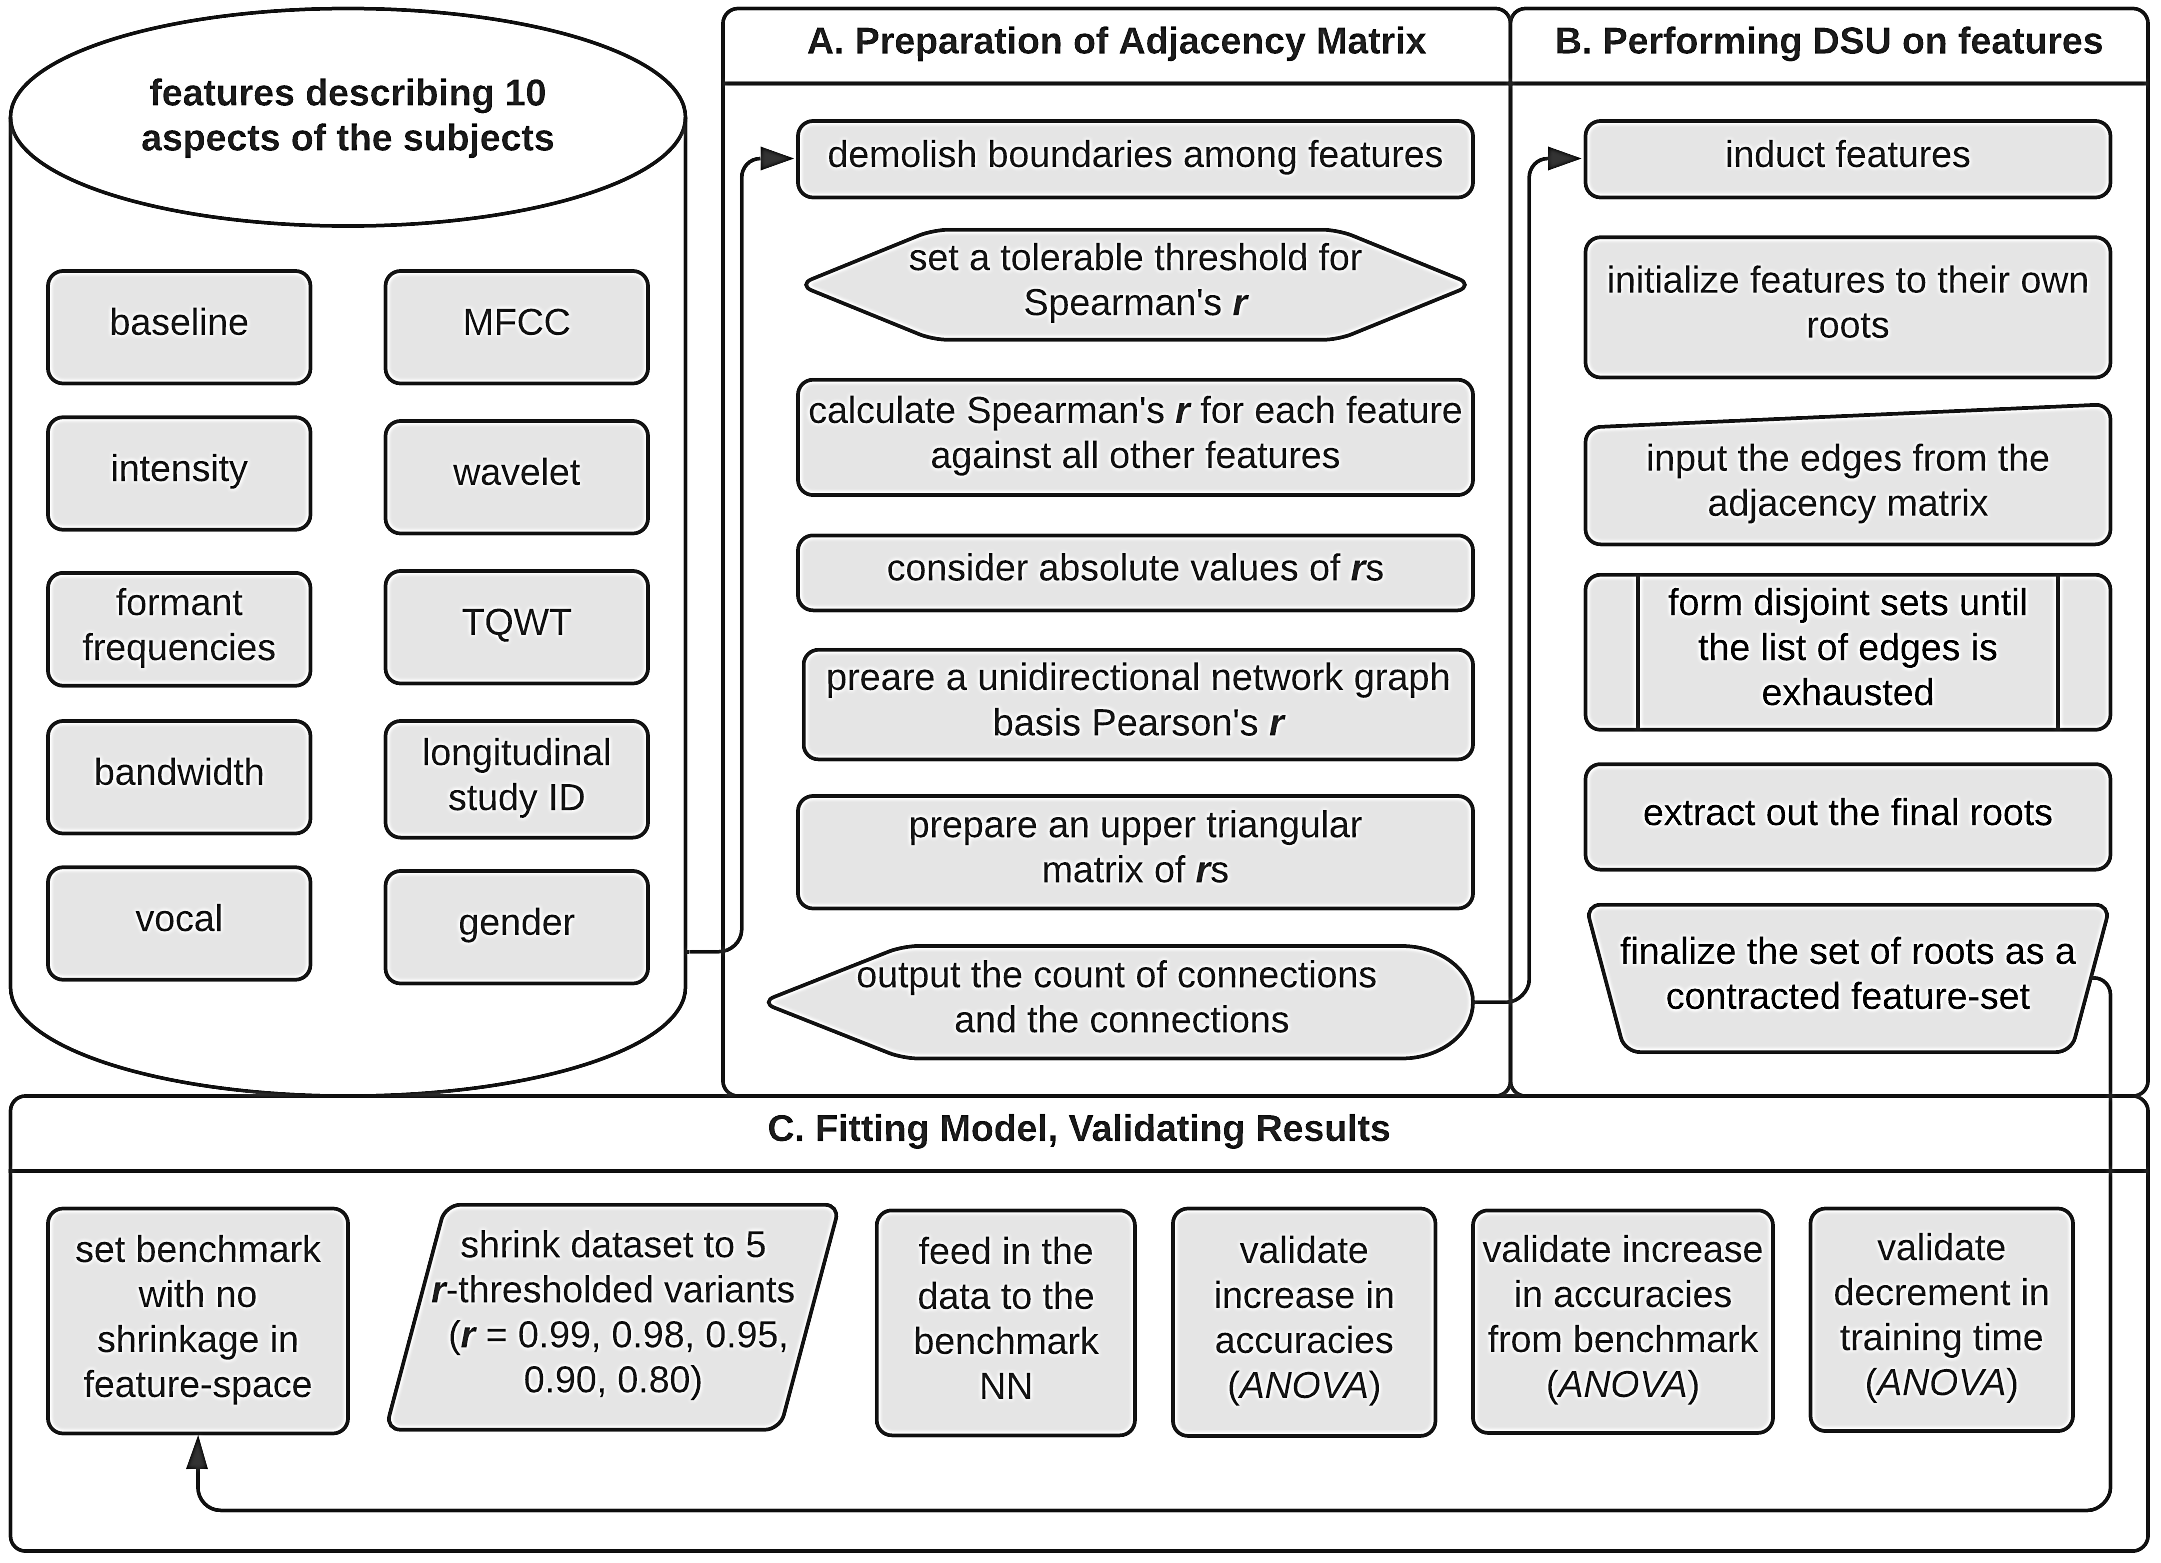 features describing 10
aspects of the subjects
baseline
MFCC
intensity
wavelet
formant
frequencies
TQWT
bandwidth
longitudinal
study ID
vocal
gender
A. Preparation of Adjacency Matrix
demolish boundaries among features
set a tolerable threshold for
Spearman's r
calculate Spearman's r for each feature
against all other features
consider absolute values of rs
preare a unidirectional network graph
basis Pearson's r
prepare an upper triangular
matrix of rs
output the count of connections
and the connections
B. Performing DSU on features
induct features
initialize features to their own
roots
input the edges from the
adjacency matrix
form disjoint sets until
the list of edges is
exhausted
extract out the final roots
finalize the set of roots as a
contracted feature-set
C. Fitting Model, Validating Results
set benchmark
with no
shrinkage in
feature-space
shrink dataset to 5
r-thresholded variants
(r = 0.99, 0.98, 0.95,
0.90, 0.80)
feed in the
data to the
benchmark
NN
validate
increase in
accuracies
(ANOVA)
validate increase
in accuracies
from benchmark
(ANOVA)
validate
decrement in
training time
(ANOVA)